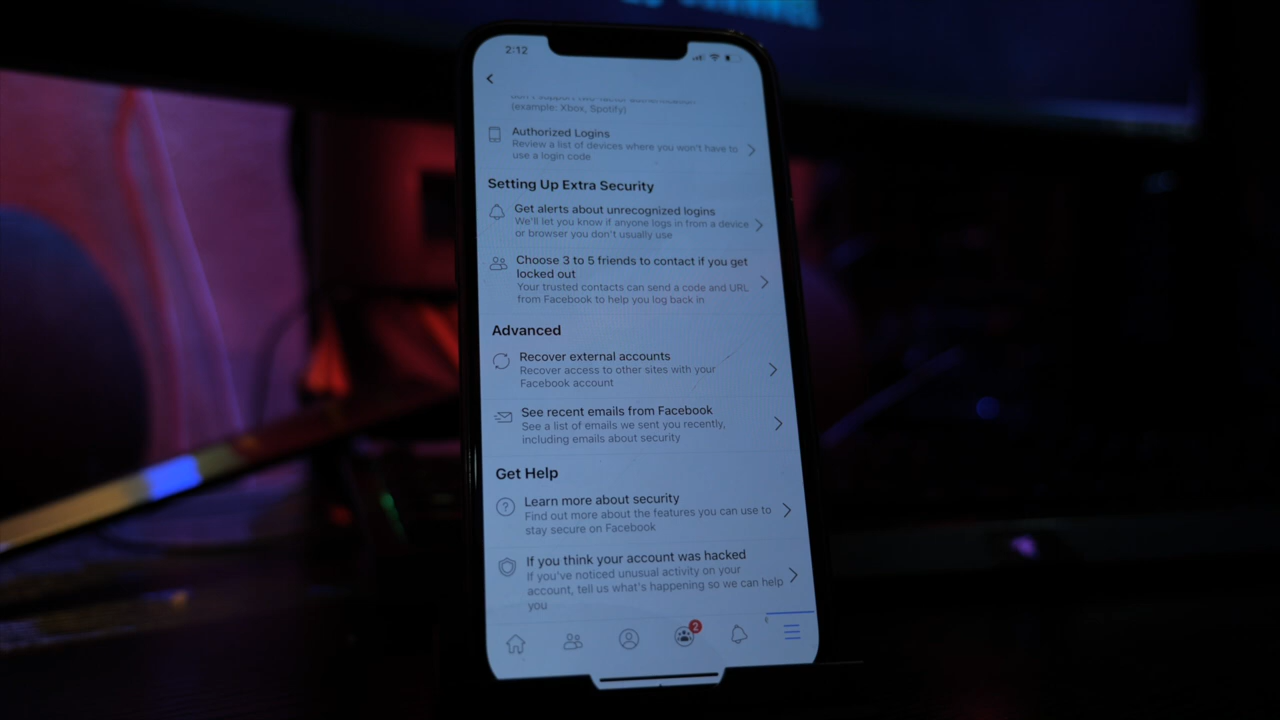 2:12
(example: Xbox, Spotify)
Authorized Logins
Review a list of devices where you won't have to
use a login code
Setting Up Extra Security
Get alerts about unrecognized logins
We'll let you know if anyone logs in from a device
or browser you don't usually use
Choose 3 to 5 friends to contact if you get
locked out
Your trusted contacts can send a code and URL
from Facebook to help you log back in
Advanced
Recover external accounts
Recover access to other sites with your
Facebook account
See recent emails from Facebook
See a list of emails we sent you recently,
including emails about security
Get Help
Learn more about security
Find out more about the features you can use to
stay secure on Facebook
If you think your account was hacked
If you've noticed unusual activity on your
account, tell us what's happening so we can help
you
2